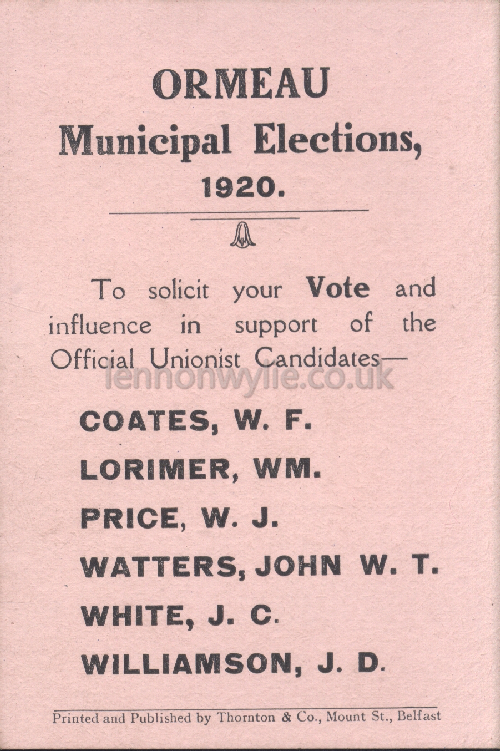 ORMEAU
Municipal Elections,
1920.
To solicit your Vote and
influence in support of the
Official Unionist Candidates—
lennonwylie.co.uk
COATES, W. F.
LORIMER, WM.
PRICE, W. J.
WATTERS, JOHN W. T.
WHITE, J. C.
WILLIAMSON, J. D.
Printed and Published by Thornton & Co., Mount St., Belfast